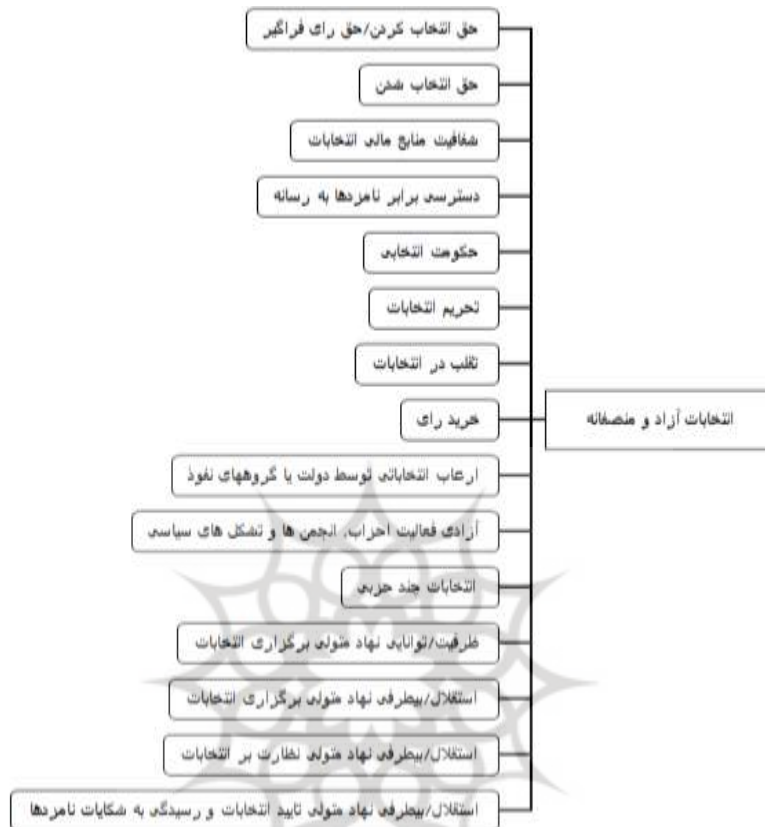 حق انتخاب کردن/حق رای فراگیر
حق انتخاب شدن
شفافیت منابع مالی انتخابات
دسترسی برابر نامزدها به رسانه
حکومت انتخابی
تحریم انتخابات
تقلب در انتخابات
خرید رای
انتخابات آزاد و منصفانه
ارعاب انتخاباتی توسط دولت یا گروههای نفوذ
آزادی فعالیت احزاب، انجمن ها و تشکل های سیاسی
انتخابات چند حزبی
ظرفیت/توانایی نهاد متولی برگزاری انتخابات
استقلال/بیطرفی نهاد متولی برگزاری انتخابات
استقلال/بیطرفی نهاد متولی نظارت بر انتخابات
استقلال/بیطرفی نهاد متولی تایید انتخابات و رسیدگی به شکایات نامزدها